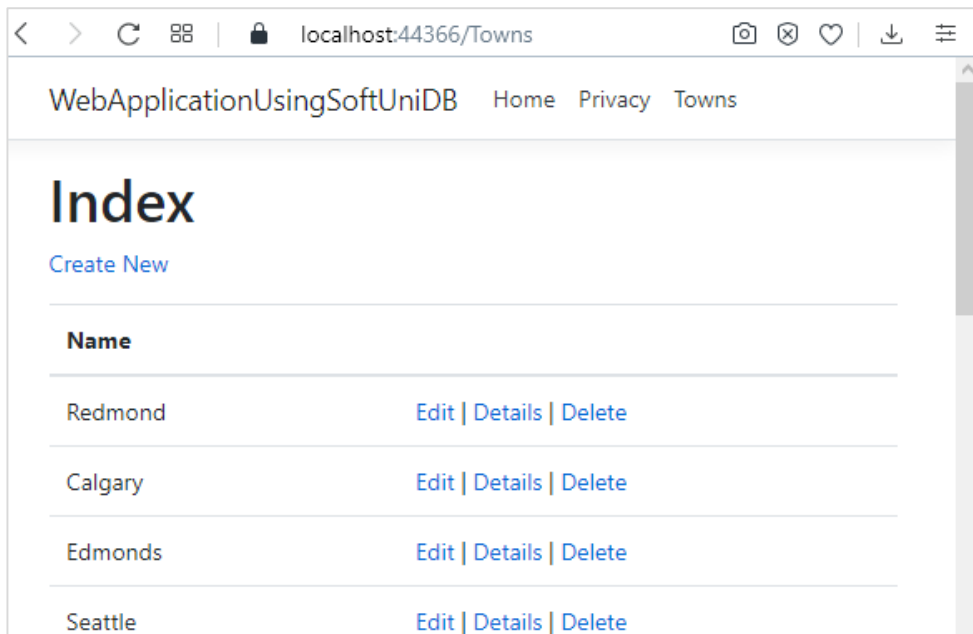 localhost:44366/Towns
WebApplicationUsingSoftUniDB Home Privacy Towns
Index
Create New
Name
Redmond Edit | Details | Delete
Calgary Edit | Details | Delete
Edmonds Edit | Details | Delete
Seattle Edit | Details | Delete